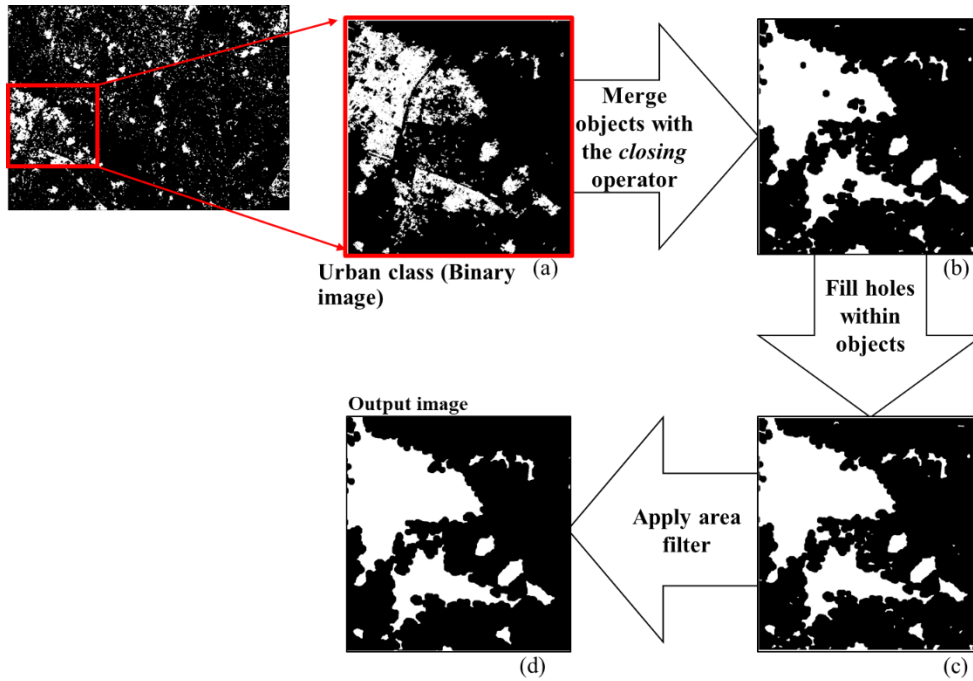 Merge
objects with
the closing
operator
Urban class (Binary
image)
(a)
(b)
Fill holes
within
objects
Output image
Apply area
filter
(d)
(c)